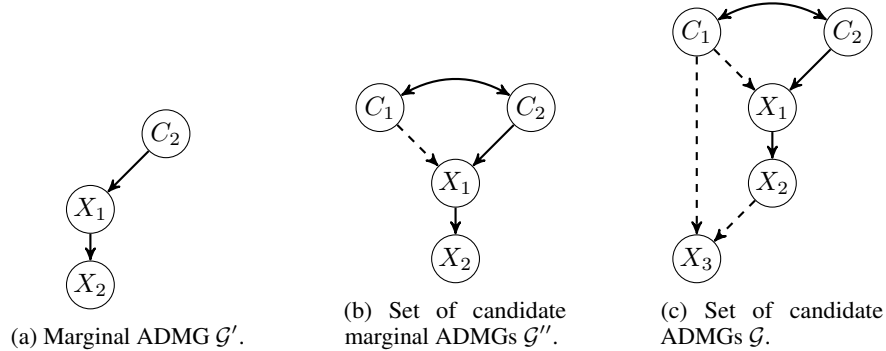 C₂
X₁
X₂
(a) Marginal ADMG 𝒢′.
C₁
C₂
X₁
X₂
(b) Set of candidate
marginal ADMGs 𝒢″.
C₁
C₂
X₁
X₂
X₃
(c) Set of candidate
ADMGs 𝒢.